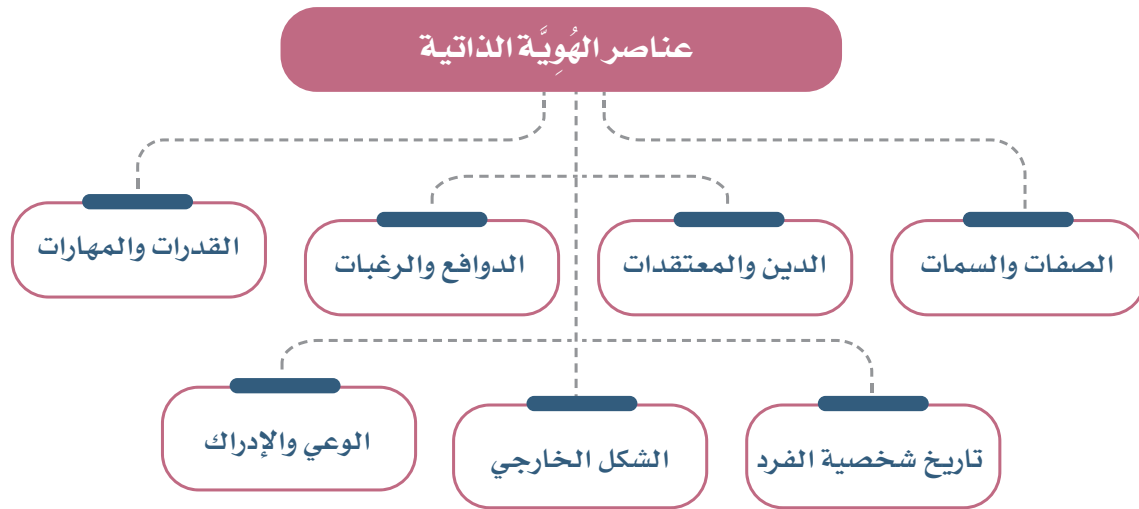 عناصر الهُوِيَّة الذاتية
الصفات والسمات
الدين والمعتقدات
الدوافع والرغبات
القدرات والمهارات
تاريخ شخصية الفرد
الشكل الخارجي
الوعي والإدراك